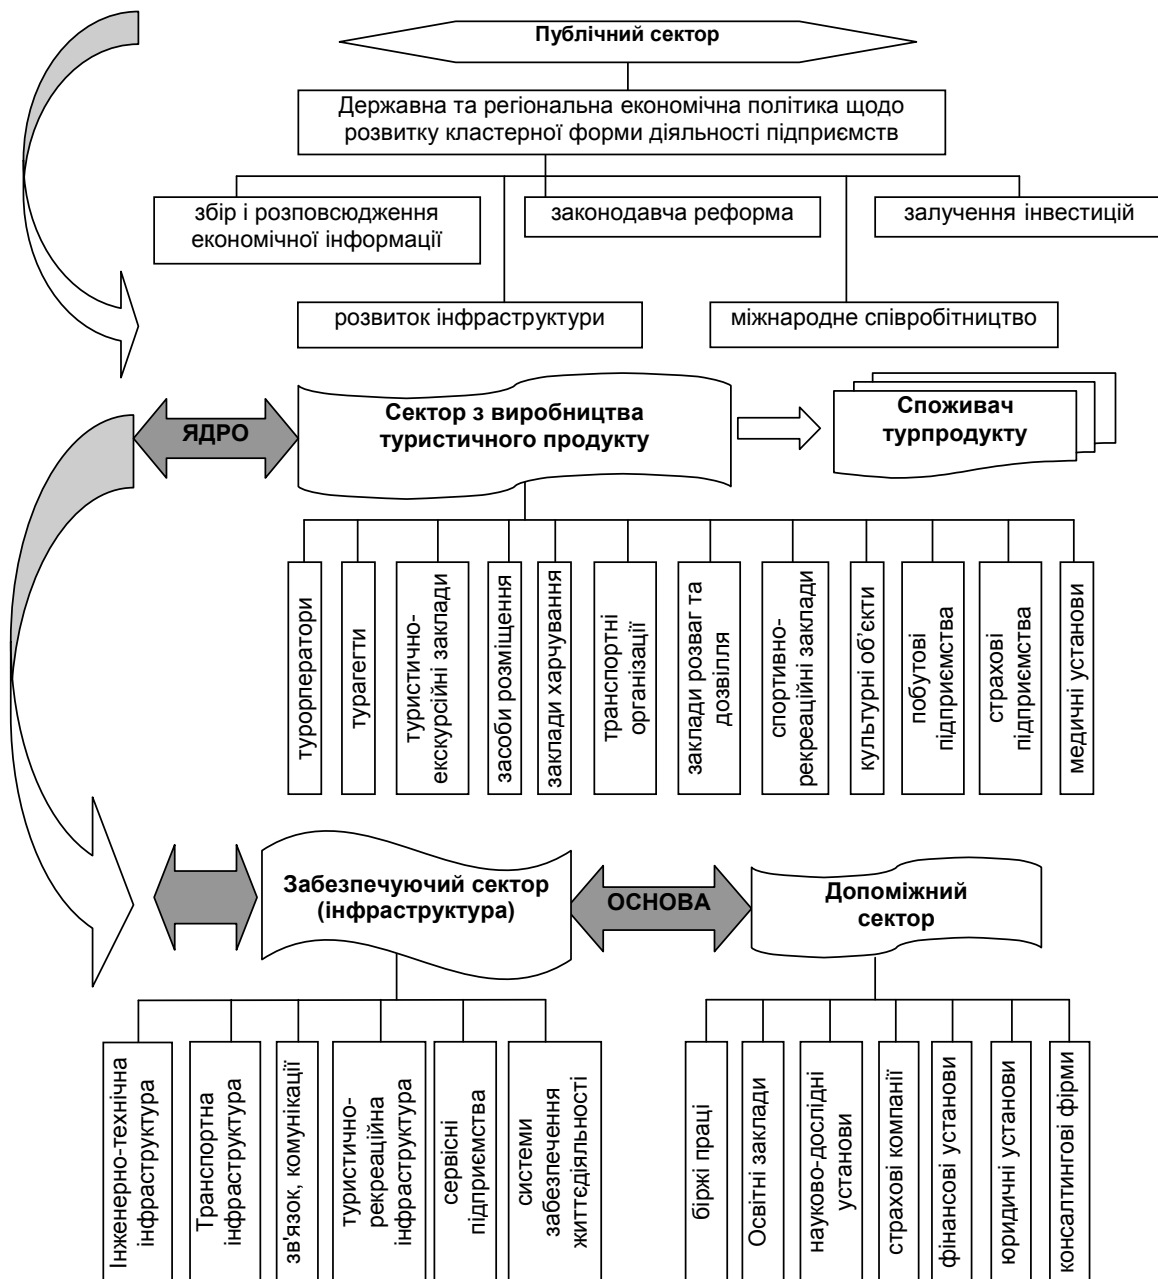 Публічний сектор
Державна та регіональна економічна політика щодо
розвитку кластерної форми діяльності підприємств
збір і розповсюдження
економічної інформації
законодавча реформа
залучення інвестицій
розвиток інфраструктури
міжнародне співробітництво
ЯДРО
Сектор з виробництва
туристичного продукту
Споживач
турпродукту
туроператори
турагегти
туристично-
екскурсійні заклади
засоби розміщення
заклади харчування
транспортні
організації
заклади розваг та
дозвілля
спортивно-
рекреаційні заклади
культурні об’єкти
побутові
підприємства
страхові
підприємства
медичні установи
Забезпечуючий сектор
(інфраструктура)
ОСНОВА
Допоміжний
сектор
Інженерно-технічна
інфраструктура
Транспортна
інфраструктура
зв'язок, комунікації
туристично-
рекреаційна
інфраструктура
сервісні
підприємства
системи
забезпечення
життєдіяльності
біржі праці
Освітні заклади
науково-дослідні
установи
страхові компанії
фінансові установи
юридичні установи
консалтингові фірми